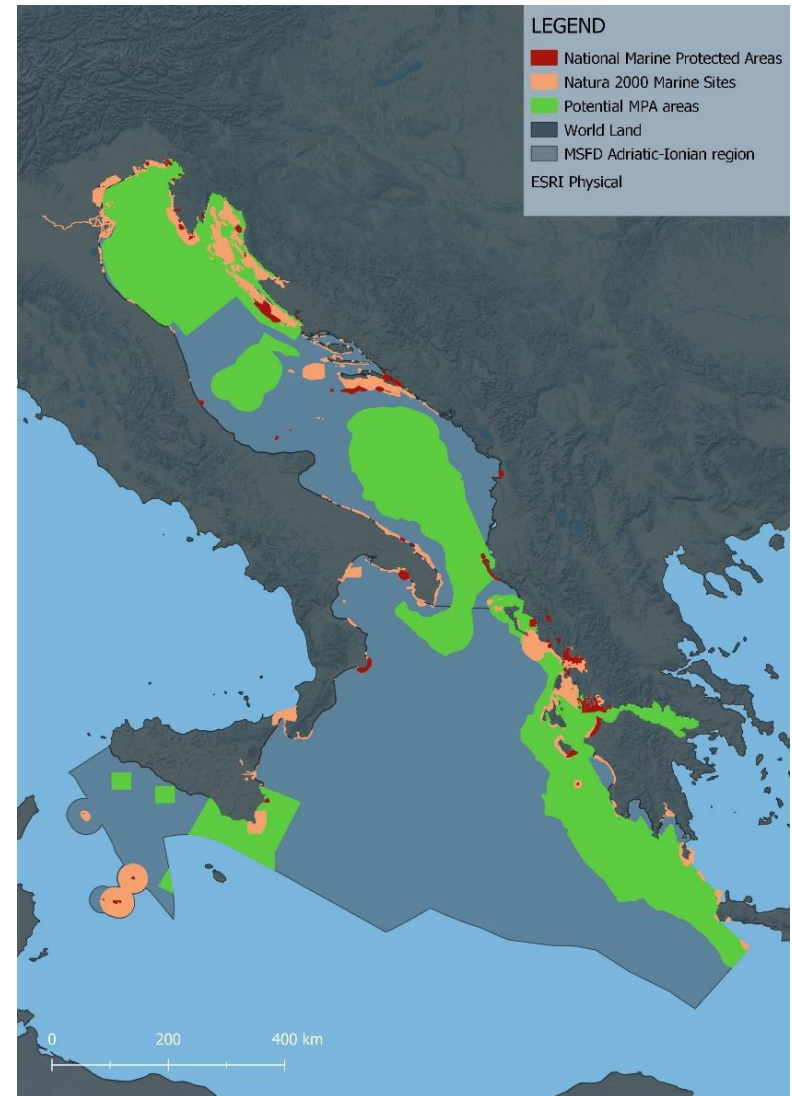 LEGEND
National Marine Protected Areas
Natura 2000 Marine Sites
Potential MPA areas
World Land
MSFD Adriatic-Ionian region
ESRI Physical
0 200 400 km